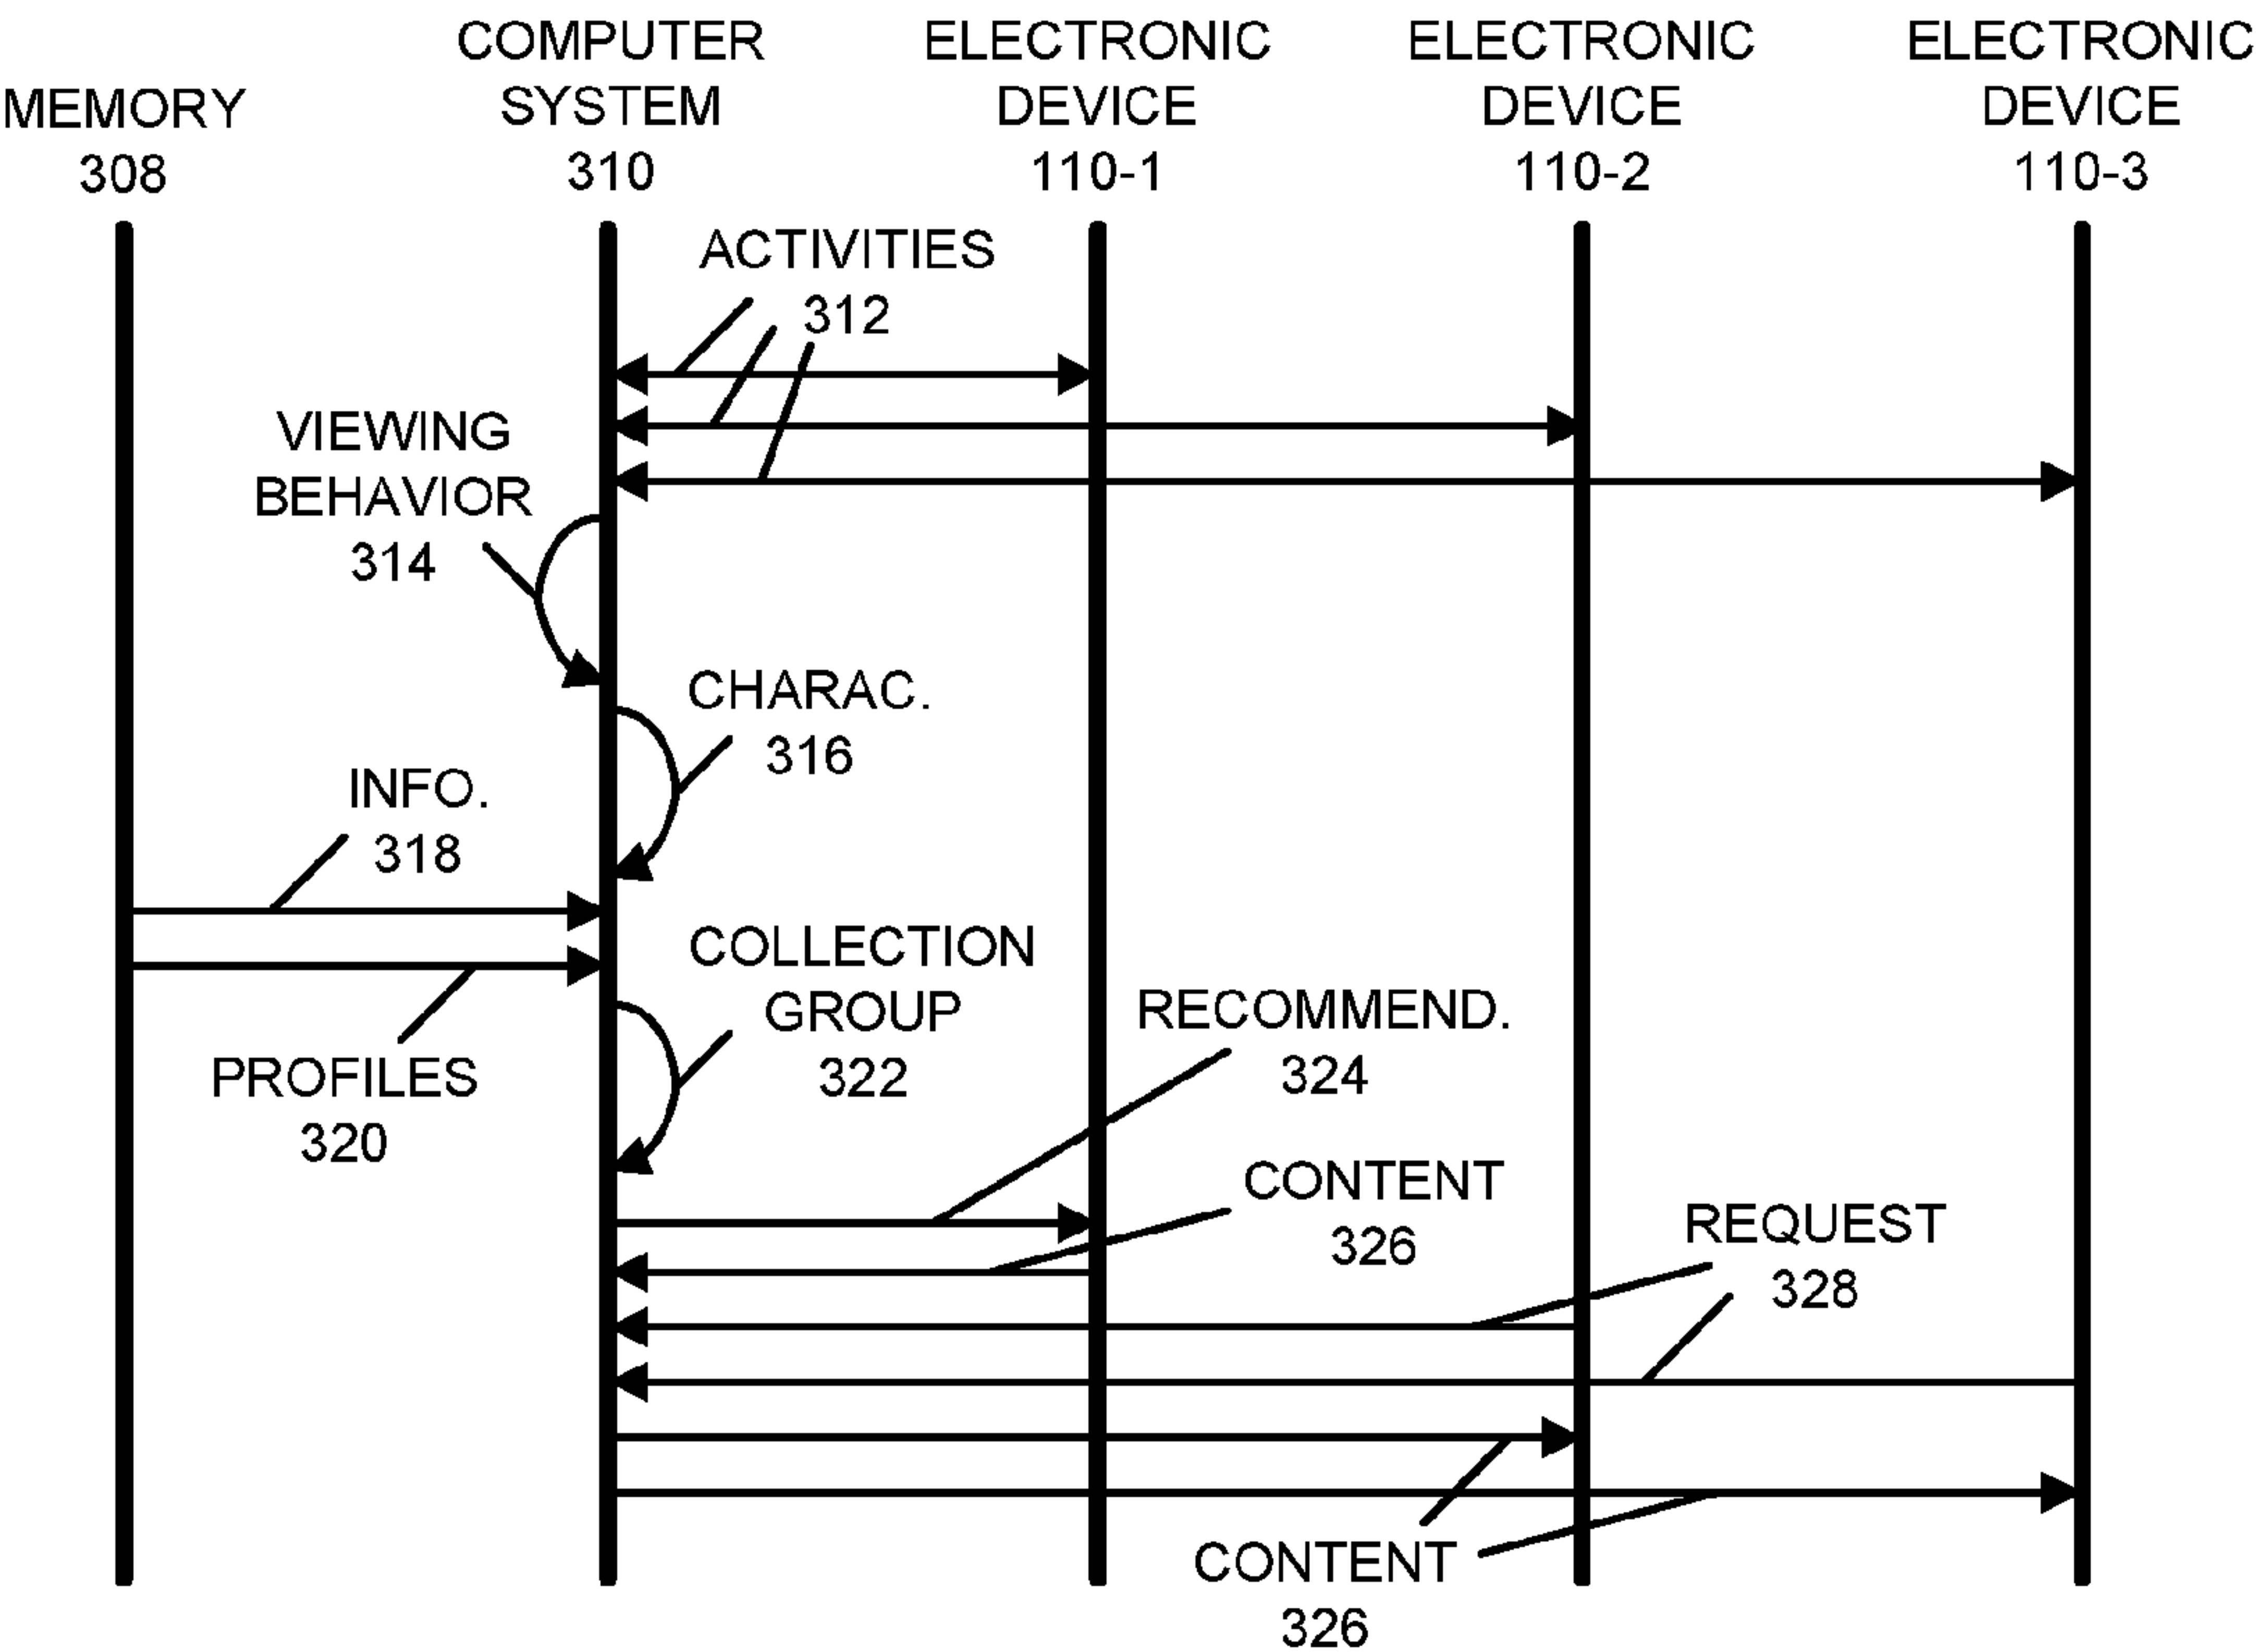 MEMORY
308
COMPUTER
SYSTEM
310
ELECTRONIC
DEVICE
110-1
ELECTRONIC
DEVICE
110-2
ELECTRONIC
DEVICE
110-3
ACTIVITIES
312
VIEWING
BEHAVIOR
314
CHARAC.
316
INFO.
318
PROFILES
320
COLLECTION
GROUP
322
RECOMMEND.
324
CONTENT
326
REQUEST
328
CONTENT
326